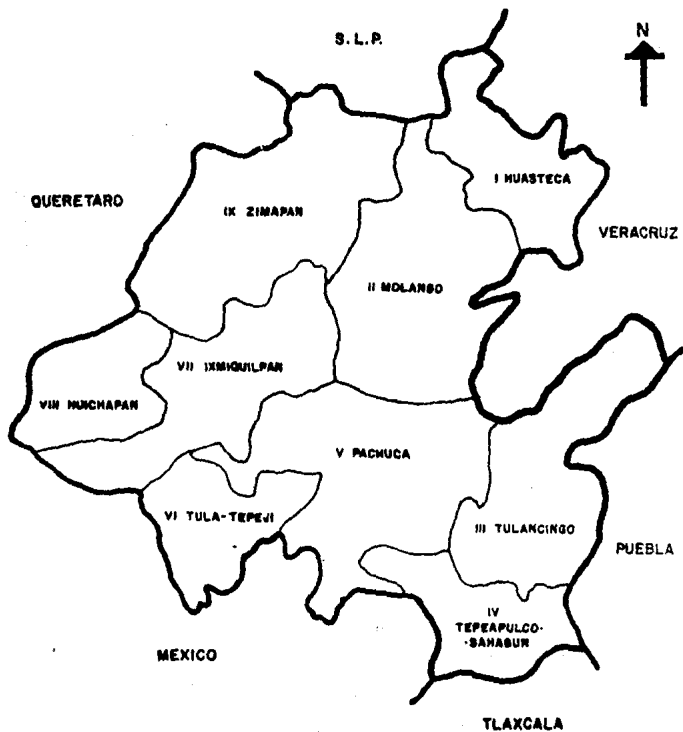 S. L. P.
N
I HUASTECA
QUERETARO
IX ZIMAPAN
VERACRUZ
II MOLANGO
VII IXMIQUILPAN
VIII HUICHAPAN
V PACHUCA
VI TULA-TEPEJI
III TULANCINGO
PUEBLA
IV
TEPEAPULCO-
-SAHAGUN
MEXICO
TLAXCALA